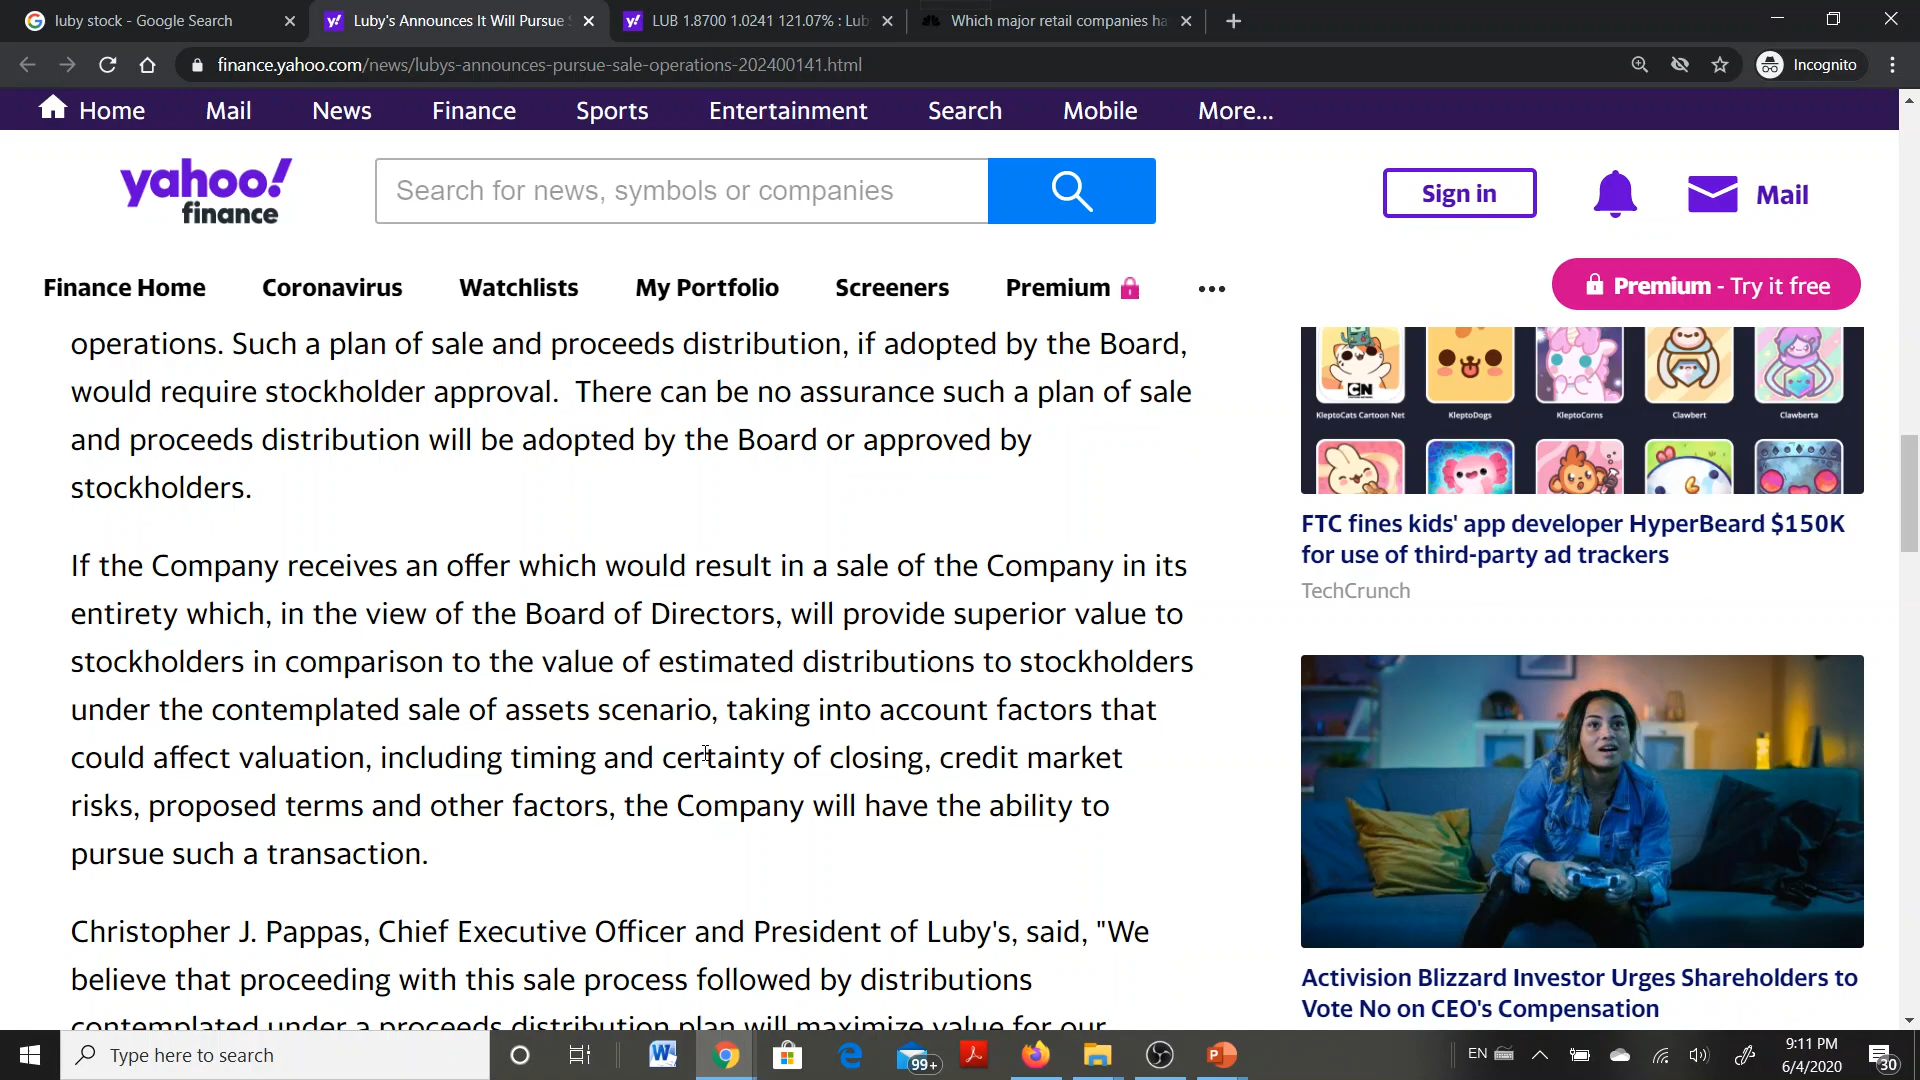 luby stock - Google Search
Luby's Announces It Will Pursue
LUB 1.8700 1.0241 121.07% : Lub
Which major retail companies ha
finance.yahoo.com/news/lubys-announces-pursue-sale-operations-202400141.html
Incognito
Home Mail News Finance Sports Entertainment Search Mobile More...
yahoo!
finance
Search for news, symbols or companies
Sign in
Mail
Finance Home Coronavirus Watchlists My Portfolio Screeners Premium
Premium - Try it free
operations. Such a plan of sale and proceeds distribution, if adopted by the Board,
would require stockholder approval. There can be no assurance such a plan of sale
and proceeds distribution will be adopted by the Board or approved by
stockholders.
If the Company receives an offer which would result in a sale of the Company in its
entirety which, in the view of the Board of Directors, will provide superior value to
stockholders in comparison to the value of estimated distributions to stockholders
under the contemplated sale of assets scenario, taking into account factors that
could affect valuation, including timing and certainty of closing, credit market
risks, proposed terms and other factors, the Company will have the ability to
pursue such a transaction.
Christopher J. Pappas, Chief Executive Officer and President of Luby's, said, "We
believe that proceeding with this sale process followed by distributions
contemplated under a proceeds distribution plan will maximize value for our
CN
KleptoCats Cartoon Net KleptoDogs KleptoCorns Clawbert Clawberta
FTC fines kids' app developer HyperBeard $150K
for use of third-party ad trackers
TechCrunch
Activision Blizzard Investor Urges Shareholders to
Vote No on CEO's Compensation
Type here to search
99+
EN
9:11 PM
6/4/2020
30